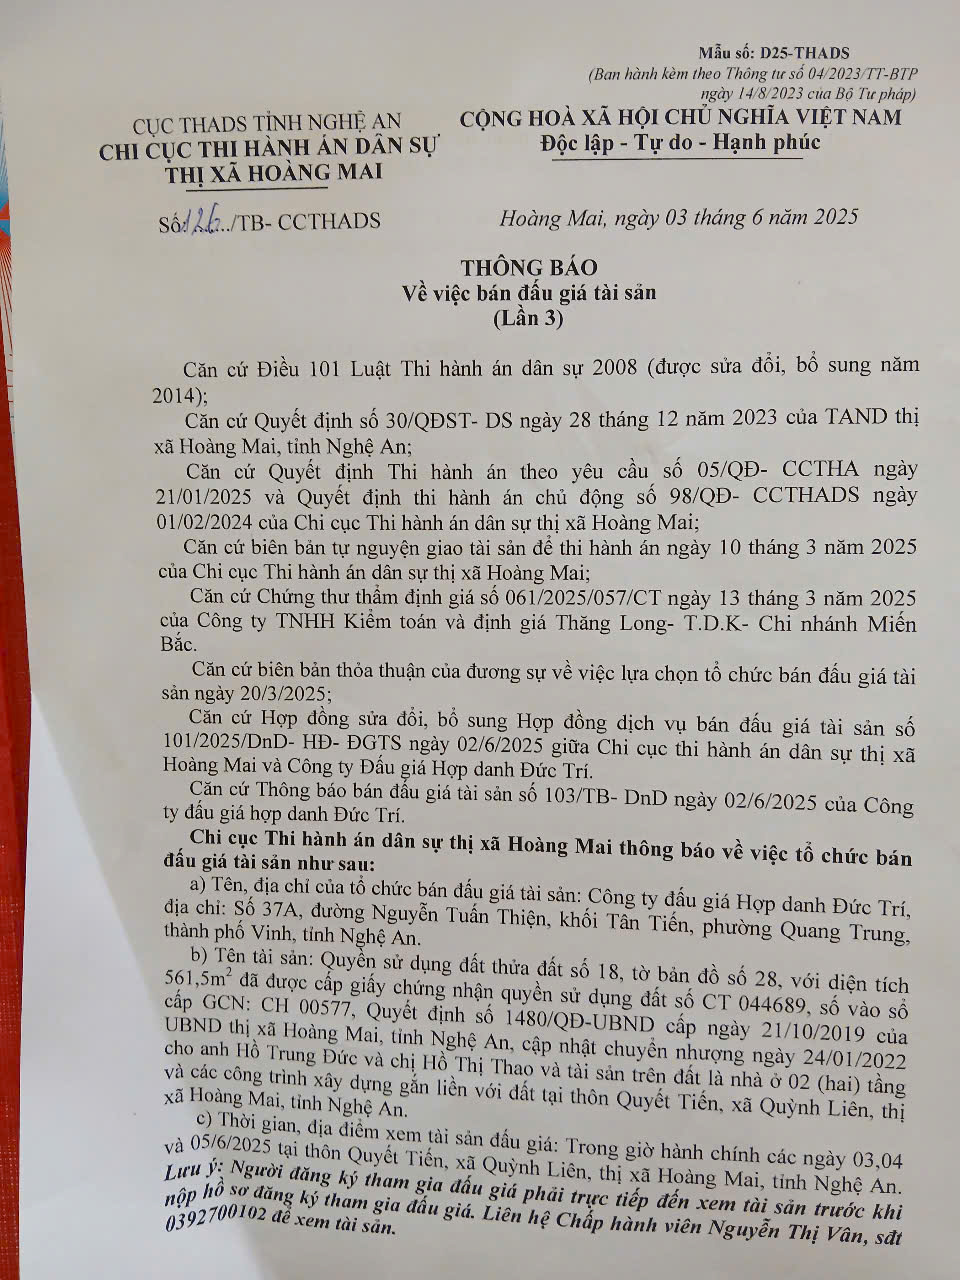 Mẫu số: D25-THADS
(Ban hành kèm theo Thông tư số 04/2023/TT-BTP
ngày 14/8/2023 của Bộ Tư pháp)
CỤC THADS TỈNH NGHỆ AN
CHI CỤC THI HÀNH ÁN DÂN SỰ
THỊ XÃ HOÀNG MAI
CỘNG HOÀ XÃ HỘI CHỦ NGHĨA VIỆT NAM
Độc lập - Tự do - Hạnh phúc
Số:126../TB- CCTHADS
Hoàng Mai, ngày 03 tháng 6 năm 2025
THÔNG BÁO
Về việc bán đấu giá tài sản
(Lần 3)
Căn cứ Điều 101 Luật Thi hành án dân sự 2008 (được sửa đổi, bổ sung năm
2014);
Căn cứ Quyết định số 30/QĐST- DS ngày 28 tháng 12 năm 2023 của TAND thị
xã Hoàng Mai, tỉnh Nghệ An;
Căn cứ Quyết định Thi hành án theo yêu cầu số 05/QĐ- CCTHA ngày
21/01/2025 và Quyết định thi hành án chủ động số 98/QĐ- CCTHADS ngày
01/02/2024 của Chi cục Thi hành án dân sự thị xã Hoàng Mai;
Căn cứ biên bản tự nguyện giao tài sản để thi hành án ngày 10 tháng 3 năm 2025
của Chi cục Thi hành án dân sự thị xã Hoàng Mai;
Căn cứ Chứng thư thẩm định giá số 061/2025/057/CT ngày 13 tháng 3 năm 2025
của Công ty TNHH Kiểm toán và định giá Thăng Long- T.D.K- Chi nhánh Miến
Bắc.
Căn cứ biên bản thỏa thuận của đương sự về việc lựa chọn tổ chức bán đấu giá tài
sản ngày 20/3/2025;
Căn cứ Hợp đồng sửa đổi, bổ sung Hợp đồng dịch vụ bán đấu giá tài sản số
101/2025/DnD- HĐ- ĐGTS ngày 02/6/2025 giữa Chi cục thi hành án dân sự thị xã
Hoàng Mai và Công ty Đấu giá Hợp danh Đức Trí.
Căn cứ Thông báo bán đấu giá tài sản số 103/TB- DnD ngày 02/6/2025 của Công
ty đấu giá hợp danh Đức Trí.
Chi cục Thi hành án dân sự thị xã Hoàng Mai thông báo về việc tổ chức bán
đấu giá tài sản như sau:
a) Tên, địa chỉ của tổ chức bán đấu giá tài sản: Công ty đấu giá Hợp danh Đức Trí,
địa chỉ: Số 37A, đường Nguyễn Tuấn Thiện, khối Tân Tiến, phường Quang Trung,
thành phố Vinh, tỉnh Nghệ An.
b) Tên tài sản: Quyền sử dụng đất thửa đất số 18, tờ bản đồ số 28, với diện tích
561,5m² đã được cấp giấy chứng nhận quyền sử dụng đất số CT 044689, số vào sổ
cấp GCN: CH 00577, Quyết định số 1480/QĐ-UBND cấp ngày 21/10/2019 của
UBND thị xã Hoàng Mai, tỉnh Nghệ An, cập nhật chuyển nhượng ngày 24/01/2022
cho anh Hồ Trung Đức và chị Hồ Thị Thao và tài sản trên đất là nhà ở 02 (hai) tầng
và các công trình xây dựng gắn liền với đất tại thôn Quyết Tiến, xã Quỳnh Liên, thị
xã Hoàng Mai, tỉnh Nghệ An.
c) Thời gian, địa điểm xem tài sản đấu giá: Trong giờ hành chính các ngày 03,04
và 05/6/2025 tại thôn Quyết Tiến, xã Quỳnh Liên, thị xã Hoàng Mai, tỉnh Nghệ An.
Lưu ý: Người đăng ký tham gia đấu giá phải trực tiếp đến xem tài sản trước khi
nộp hồ sơ đăng ký tham gia đấu giá. Liên hệ Chấp hành viên Nguyễn Thị Vân, sđt
0392700102 để xem tài sản.